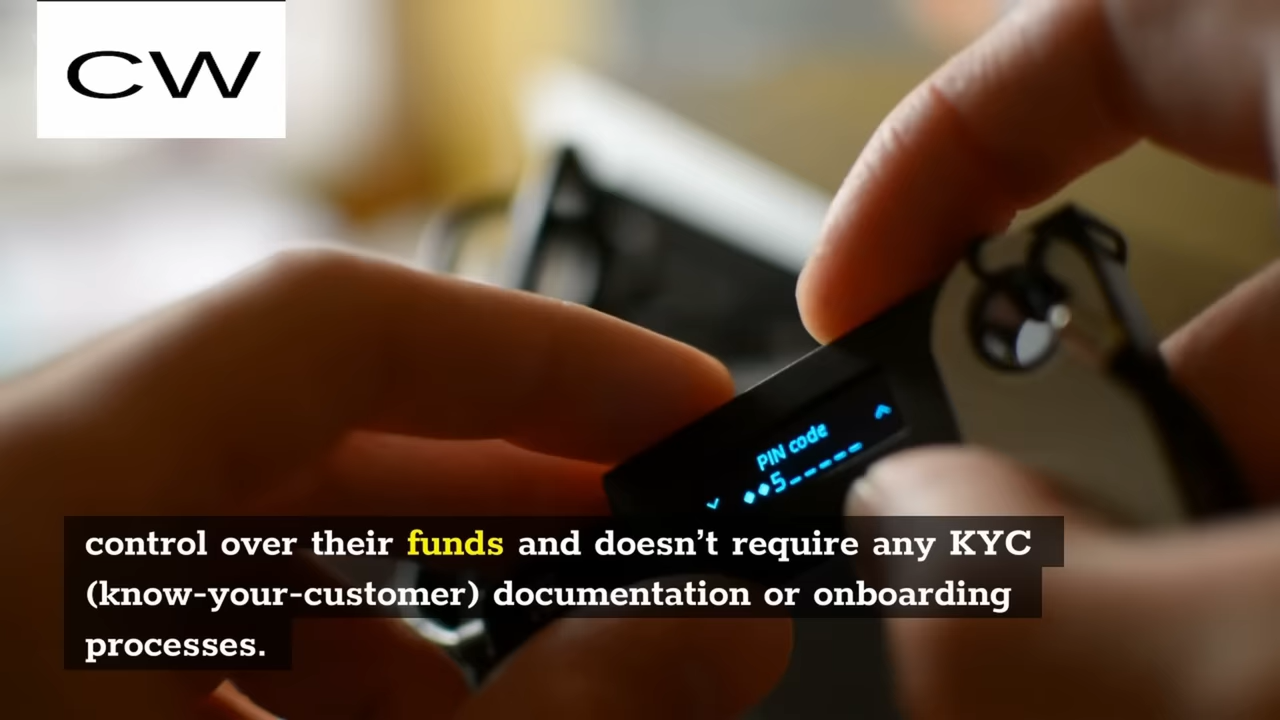 CW
PIN code
◆◆5_____
control over their funds and doesn't require any KYC
(know-your-customer) documentation or onboarding
processes.